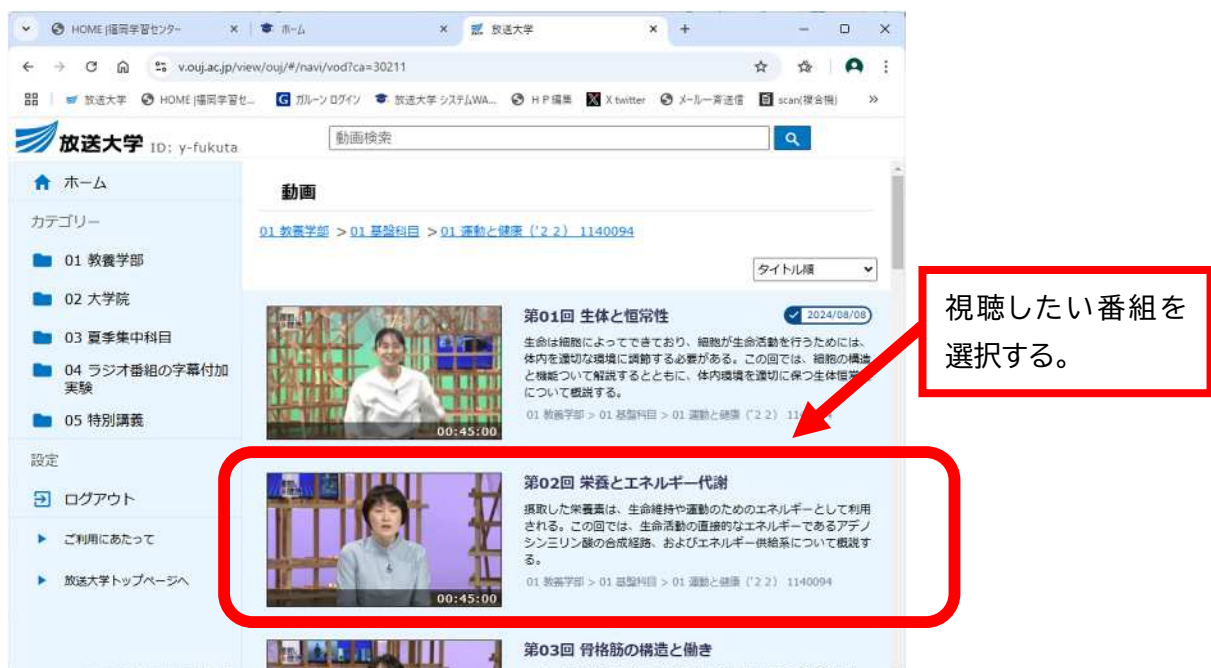 HOME |福岡学習センター
ホーム
放送大学
v.ouj.ac.jp/view/ouj/#/navi/vod?ca=30211
放送大学 HOME |福岡学習セ... ガルーン ログイン 放送大学 システムWA... HP編集 X twitter メール一斉送信 scan(複合機) »
放送大学 ID: y-fukuta
動画検索
ホーム
カテゴリー
01 教養学部
02 大学院
03 夏季集中科目
04 ラジオ番組の字幕付加
実験
05 特別講義
設定
ログアウト
ご利用にあたって
放送大学トップページへ
動画
01 教養学部 > 01 基盤科目 > 01 運動と健康（'22） 1140094
タイトル順
第01回 生体と恒常性
2024/08/08
生命は細胞によってできており、細胞が生命活動を行うためには、
体内を適切な環境に調節する必要がある。この回では、細胞の構造
と機能ついて解説するとともに、体内環境を適切に保つ生体恒常
について概説する。
01 教養学部 > 01 基盤科目 > 01 運動と健康（'22） 11
00:45:00
第02回 栄養とエネルギー代謝
摂取した栄養素は、生命維持や運動のためのエネルギーとして利用
される。この回では、生命活動の直接的なエネルギーであるアデノ
シン三リン酸の合成経路、およびエネルギー供給系について概説す
る。
01 教養学部 > 01 基盤科目 > 01 運動と健康（'22） 1140094
00:45:00
第03回 骨格筋の構造と働き
視聴したい番組を
選択する。